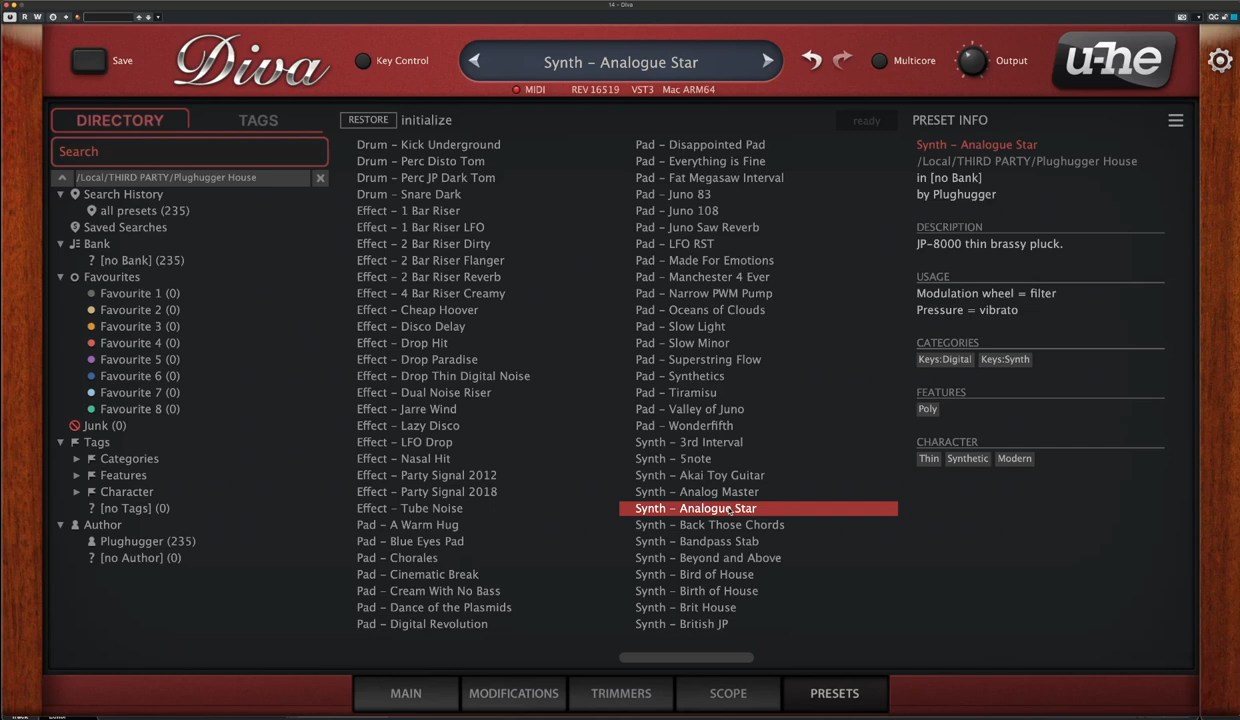 14 - Diva
R W
QC
Save
Diva
Key Control
Synth – Analogue Star
Multicore
Output
u-he
MIDI REV 16519 VST3 Mac ARM64
DIRECTORY
TAGS
Search
/Local/THIRD PARTY/Plughugger House
Search History
all presets (235)
Saved Searches
Bank
? [no Bank] (235)
Favourites
Favourite 1 (0)
Favourite 2 (0)
Favourite 3 (0)
Favourite 4 (0)
Favourite 5 (0)
Favourite 6 (0)
Favourite 7 (0)
Favourite 8 (0)
Junk (0)
Tags
Categories
Features
Character
? [no Tags] (0)
Author
Plughugger (235)
? [no Author] (0)
RESTORE initialize
ready
Drum – Kick Underground
Drum – Perc Disto Tom
Drum – Perc JP Dark Tom
Drum – Snare Dark
Effect – 1 Bar Riser
Effect – 1 Bar Riser LFO
Effect – 2 Bar Riser Dirty
Effect – 2 Bar Riser Flanger
Effect – 2 Bar Riser Reverb
Effect – 4 Bar Riser Creamy
Effect – Cheap Hoover
Effect – Disco Delay
Effect – Drop Hit
Effect – Drop Paradise
Effect – Drop Thin Digital Noise
Effect – Dual Noise Riser
Effect – Jarre Wind
Effect – Lazy Disco
Effect – LFO Drop
Effect – Nasal Hit
Effect – Party Signal 2012
Effect – Party Signal 2018
Effect – Tube Noise
Pad – A Warm Hug
Pad – Blue Eyes Pad
Pad – Chorales
Pad – Cinematic Break
Pad – Cream With No Bass
Pad – Dance of the Plasmids
Pad – Digital Revolution
Pad – Disappointed Pad
Pad – Everything is Fine
Pad – Fat Megasaw Interval
Pad – Juno 83
Pad – Juno 108
Pad – Juno Saw Reverb
Pad – LFO RST
Pad – Made For Emotions
Pad – Manchester 4 Ever
Pad – Narrow PWM Pump
Pad – Oceans of Clouds
Pad – Slow Light
Pad – Slow Minor
Pad – Superstring Flow
Pad – Synthetics
Pad – Tiramisu
Pad – Valley of Juno
Pad – Wonderfifth
Synth – 3rd Interval
Synth – 5note
Synth – Akai Toy Guitar
Synth – Analog Master
Synth – Analogue Star
Synth – Back Those Chords
Synth – Bandpass Stab
Synth – Beyond and Above
Synth – Bird of House
Synth – Birth of House
Synth – Brit House
Synth – British JP
PRESET INFO
Synth – Analogue Star
/Local/THIRD PARTY/Plughugger House
in [no Bank]
by Plughugger
DESCRIPTION
JP-8000 thin brassy pluck.
USAGE
Modulation wheel = filter
Pressure = vibrato
CATEGORIES
Keys:Digital Keys:Synth
FEATURES
Poly
CHARACTER
Thin Synthetic Modern
MAIN
MODIFICATIONS
TRIMMERS
SCOPE
PRESETS